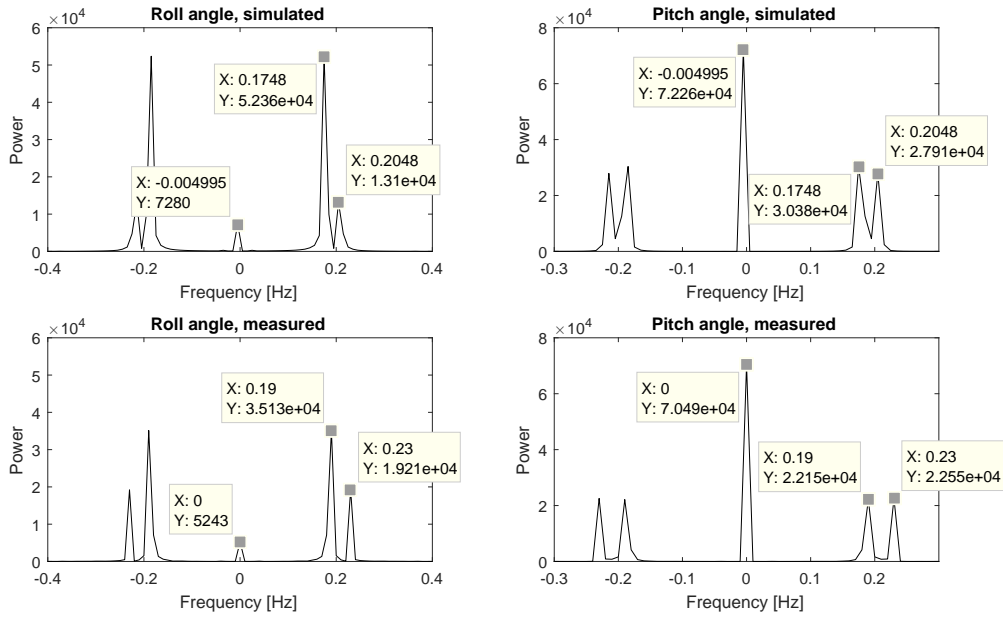 Roll angle, simulated
×10^4
6
5
4
3
2
1
0
Power
X: 0.1748
Y: 5.236e+04
X: 0.2048
Y: 1.31e+04
X: -0.004995
Y: 7280
-0.4 -0.2 0 0.2 0.4
Frequency [Hz]
Pitch angle, simulated
×10^4
8
6
4
2
0
Power
X: -0.004995
Y: 7.226e+04
X: 0.2048
Y: 2.791e+04
X: 0.1748
Y: 3.038e+04
-0.3 -0.2 -0.1 0 0.1 0.2
Frequency [Hz]
Roll angle, measured
×10^4
6
5
4
3
2
1
0
Power
X: 0.19
Y: 3.513e+04
X: 0.23
Y: 1.921e+04
X: 0
Y: 5243
-0.4 -0.2 0 0.2 0.4
Frequency [Hz]
Pitch angle, measured
×10^4
8
6
4
2
0
Power
X: 0
Y: 7.049e+04
X: 0.19
Y: 2.215e+04
X: 0.23
Y: 2.255e+04
-0.3 -0.2 -0.1 0 0.1 0.2
Frequency [Hz]